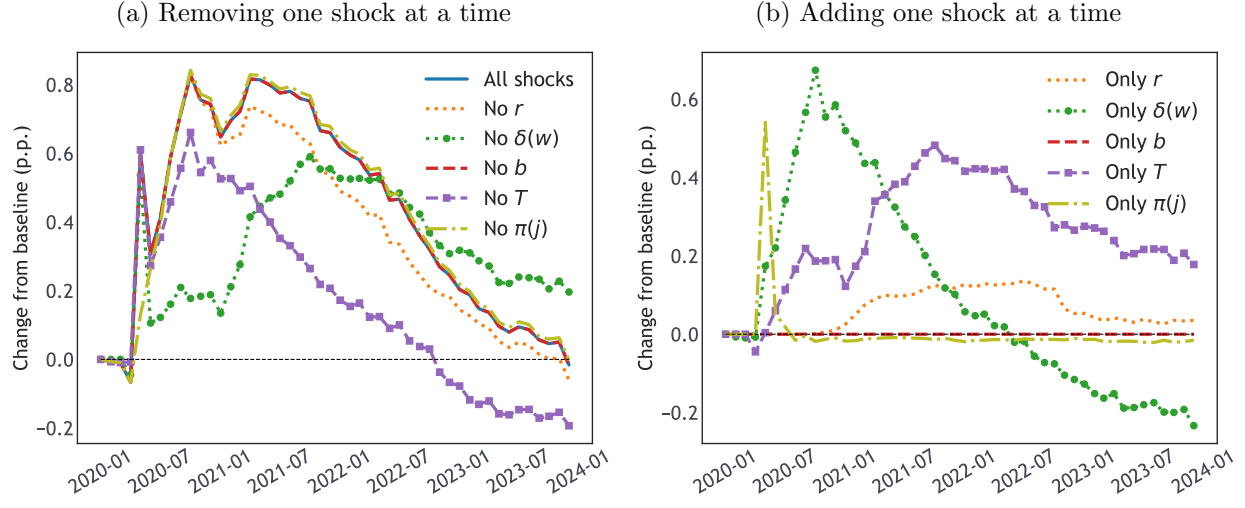 (a) Removing one shock at a time
Change from baseline (p.p.)
0.8
0.6
0.4
0.2
0.0
−0.2
All shocks
No r
No δ(w)
No b
No T
No π(j)
2020-01
2020-07
2021-01
2021-07
2022-01
2022-07
2023-01
2023-07
2024-01
(b) Adding one shock at a time
Change from baseline (p.p.)
0.6
0.4
0.2
0.0
−0.2
Only r
Only δ(w)
Only b
Only T
Only π(j)
2020-01
2020-07
2021-01
2021-07
2022-01
2022-07
2023-01
2023-07
2024-01